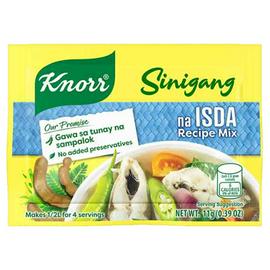 Knorr
Sinigang
na ISDA
Recipe Mix
Our Promise
Gawa sa tunay na
sampalok
No added preservatives
CALORIES
Serving Suggestion
Makes 1/2L for 4 servings
NET WT. 11g (0.39 OZ)